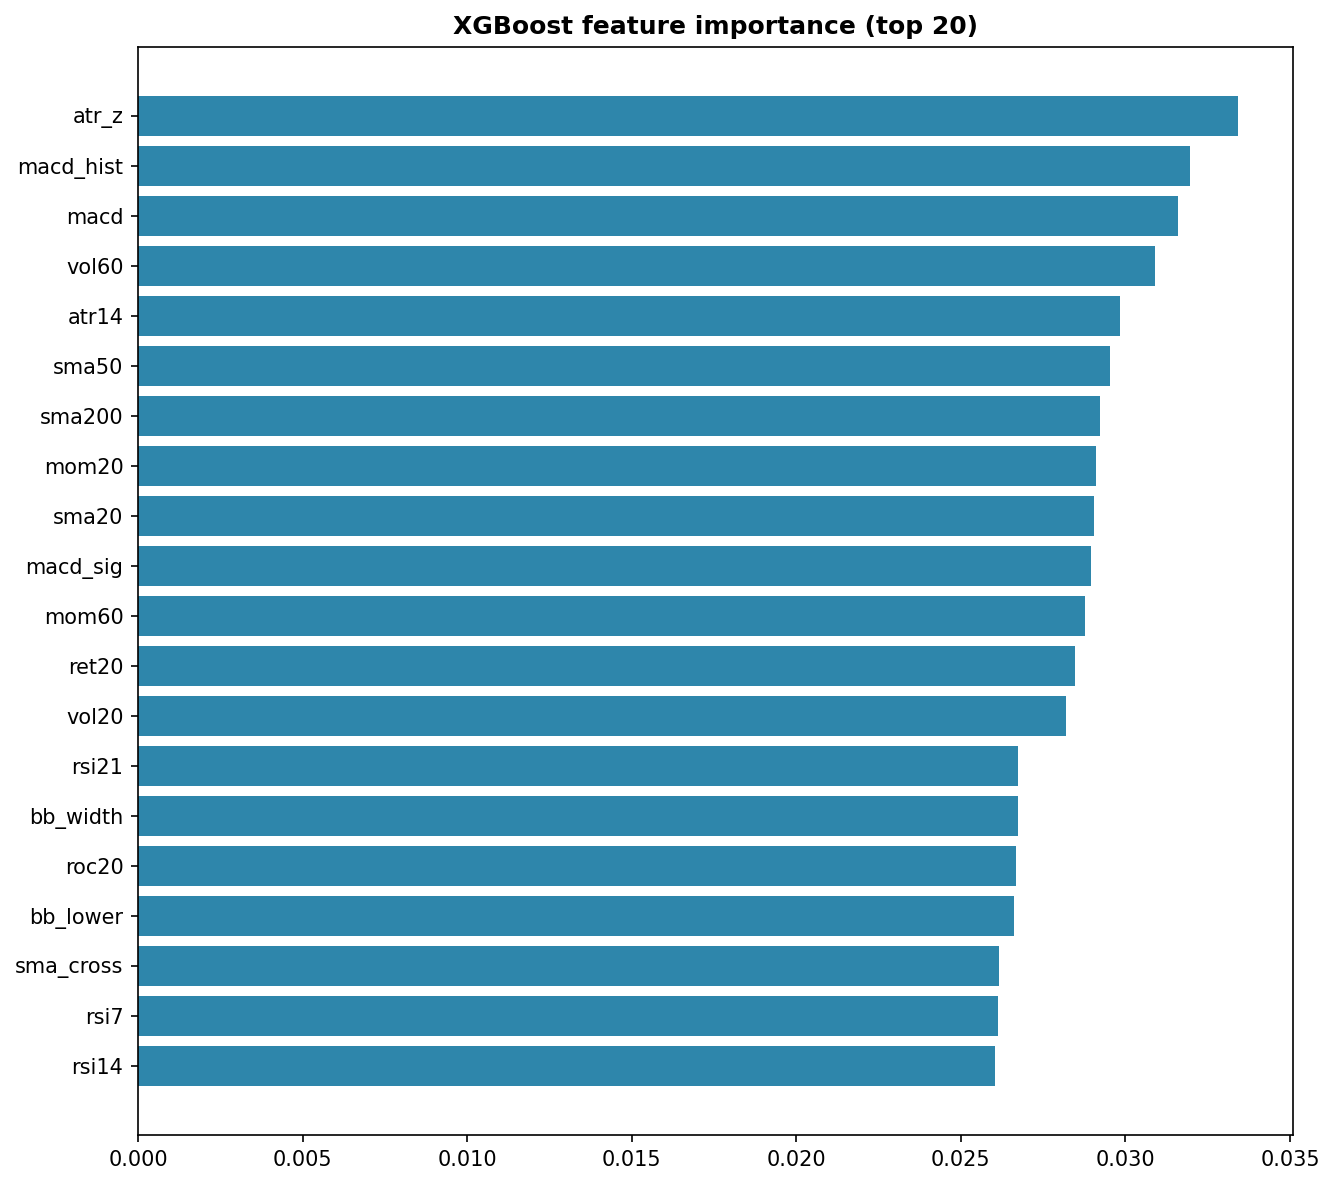 XGBoost feature importance (top 20)
atr_z
macd_hist
macd
vol60
atr14
sma50
sma200
mom20
sma20
macd_sig
mom60
ret20
vol20
rsi21
bb_width
roc20
bb_lower
sma_cross
rsi7
rsi14
0.000 0.005 0.010 0.015 0.020 0.025 0.030 0.035